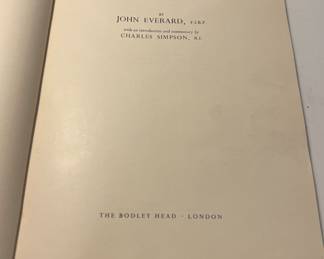 BY
JOHN EVERARD, F.I.B.P.
with an introduction and commentary by
CHARLES SIMPSON, R.I.
THE BODLEY HEAD · LONDON